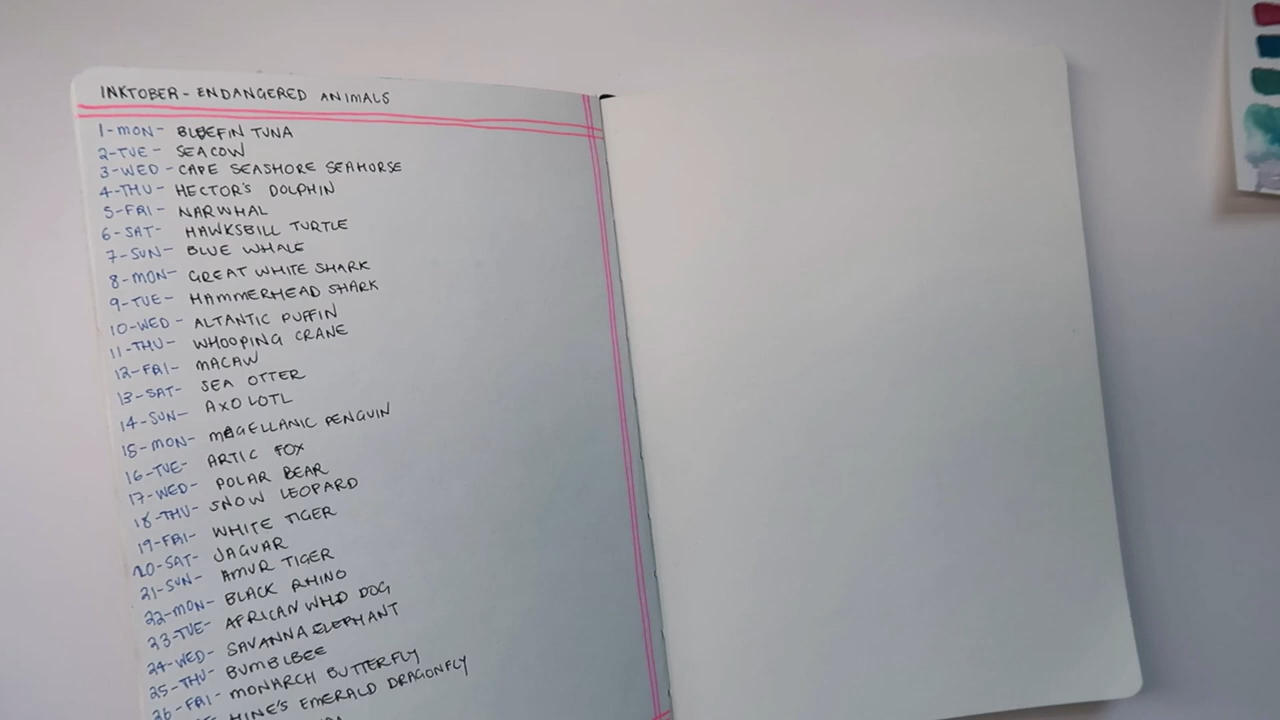 INKTOBER - ENDANGERED ANIMALS
1-MON- BLUEFIN TUNA
2-TUE- SEACOW
3-WED - CAPE SEASHORE SEAHORSE
4-THU- HECTOR'S DOLPHIN
5-FRI- NARWHAL
6-SAT- HAWKSBILL TURTLE
7-SUN- BLUE WHALE
8-MON- GREAT WHITE SHARK
9-TUE- HAMMERHEAD SHARK
10-WED - ALTANTIC PUFFIN
11-THU- WHOOPING CRANE
12-FRI- MACAW
13-SAT- SEA OTTER
14-SUN- AXOLOTL
15-MON- MAGELLANIC PENGUIN
16-TUE- ARTIC FOX
17-WED- POLAR BEAR
18-THU- SNOW LEOPARD
19-FRI- WHITE TIGER
20-SAT- JAGUAR
21-SUN- AMUR TIGER
22-MON- BLACK RHINO
23-TUE- AFRICAN WILD DOG
24-WED- SAVANNA ELEPHANT
25-THU- BUMBLBEE
26-FRI- MONARCH BUTTERFLY
HINE'S EMERALD DRAGONFLY